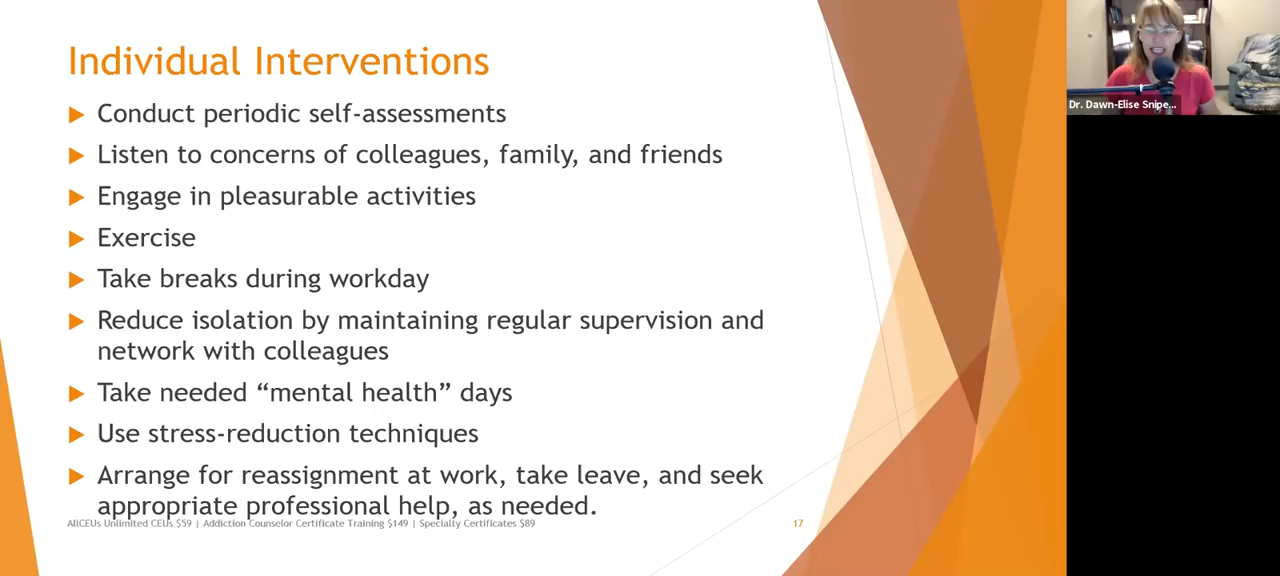 Individual Interventions
Conduct periodic self-assessments
Listen to concerns of colleagues, family, and friends
Engage in pleasurable activities
Exercise
Take breaks during workday
Reduce isolation by maintaining regular supervision and
network with colleagues
Take needed “mental health” days
Use stress-reduction techniques
Arrange for reassignment at work, take leave, and seek
appropriate professional help, as needed.
AllCEUs Unlimited CEUs $59 | Addiction Counselor Certificate Training $149 | Specialty Certificates $89
17
Dr. Dawn-Elise Snipe...